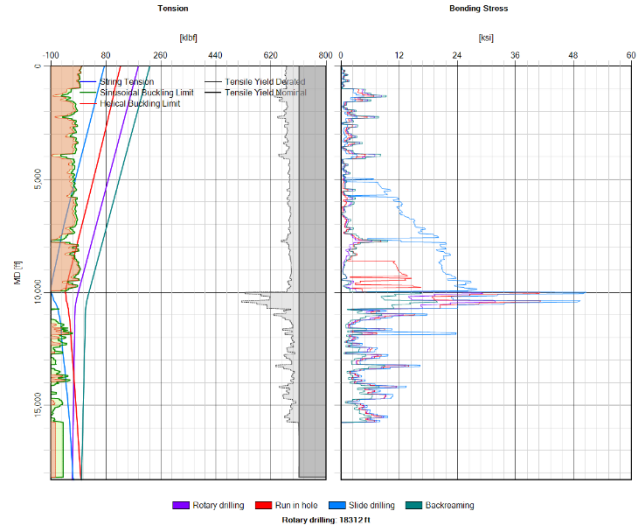 Tension
Bending Stress
[klbf]
[ksi]
-100 80 260 440 620 800
0 12 24 36 48 60
0
String Tension
Sinusoidal Buckling Limit
Helical Buckling Limit
Tensile Yield Derated
Tensile Yield Nominal
5,000
MD [ft]
10,000
15,000
Rotary drilling Run in hole Slide drilling Backreaming
Rotary drilling: 18312 ft